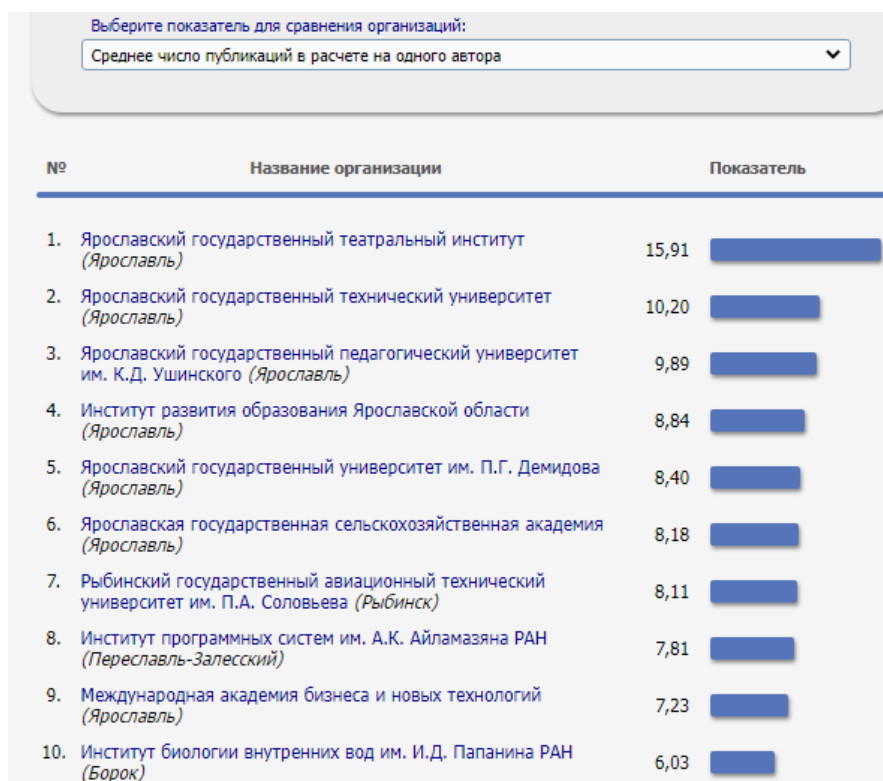 Выберите показатель для сравнения организаций:
Среднее число публикаций в расчете на одного автора
№ Название организации Показатель
1. Ярославский государственный театральный институт
(Ярославль) 15,91
2. Ярославский государственный технический университет
(Ярославль) 10,20
3. Ярославский государственный педагогический университет
им. К.Д. Ушинского (Ярославль) 9,89
4. Институт развития образования Ярославской области
(Ярославль) 8,84
5. Ярославский государственный университет им. П.Г. Демидова
(Ярославль) 8,40
6. Ярославская государственная сельскохозяйственная академия
(Ярославль) 8,18
7. Рыбинский государственный авиационный технический
университет им. П.А. Соловьева (Рыбинск) 8,11
8. Институт программных систем им. А.К. Айламазяна РАН
(Переславль-Залесский) 7,81
9. Международная академия бизнеса и новых технологий
(Ярославль) 7,23
10. Институт биологии внутренних вод им. И.Д. Папанина РАН
(Борок) 6,03